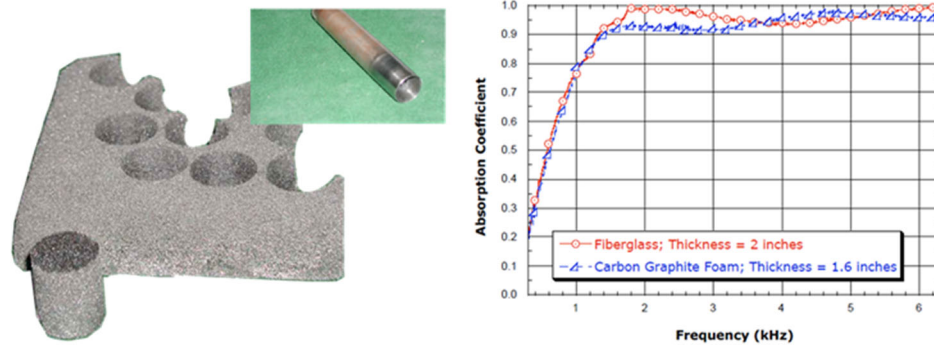 1.0
0.9
0.8
0.7
0.6
0.5
0.4
0.3
0.2
0.1
0.0
Absorption Coefficient
Fiberglass; Thickness = 2 inches
Carbon Graphite Foam; Thickness = 1.6 inches
1 2 3 4 5 6
Frequency (kHz)